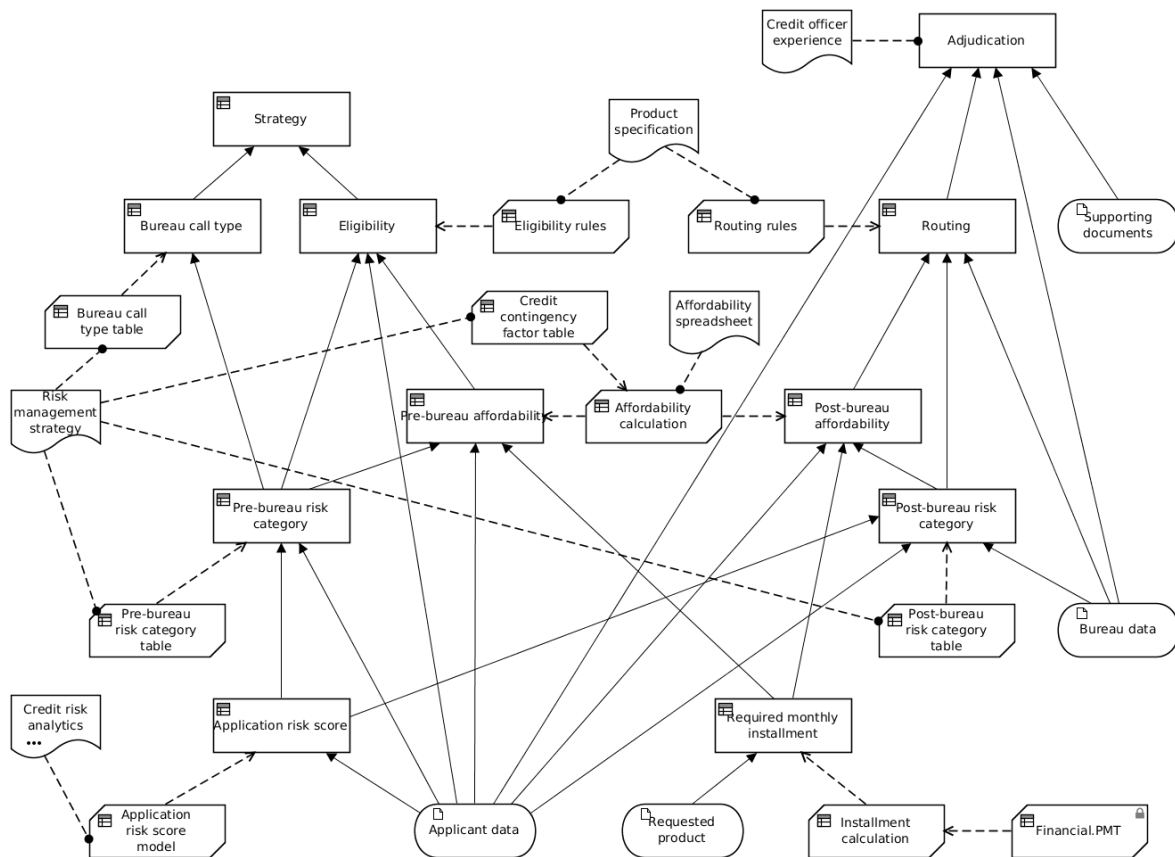 Credit officer
experience
Adjudication
Strategy
Product
specification
Bureau call type
Eligibility
Eligibility rules
Routing rules
Routing
Supporting
documents
Bureau call
type table
Credit
contingency
factor table
Affordability
spreadsheet
Risk
management
strategy
Pre-bureau affordability
Affordability
calculation
Post-bureau
affordability
Pre-bureau risk
category
Post-bureau risk
category
Pre-bureau
risk category
table
Post-bureau
risk category
table
Bureau data
Credit risk
analytics
...
Application risk score
Required monthly
installment
Application
risk score
model
Applicant data
Requested
product
Installment
calculation
Financial.PMT